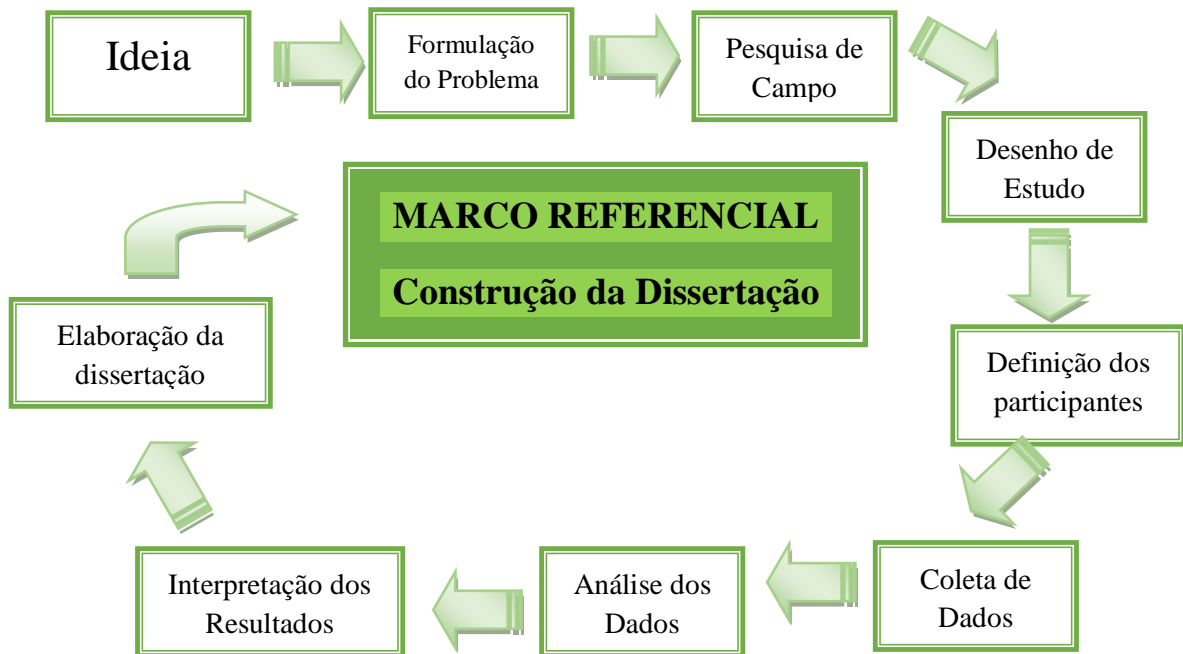 Ideia
Formulação
do Problema
Pesquisa de
Campo
Desenho de
Estudo
MARCO REFERENCIAL
Construção da Dissertação
Elaboração da
dissertação
Definição dos
participantes
Interpretação dos
Resultados
Análise dos
Dados
Coleta de
Dados